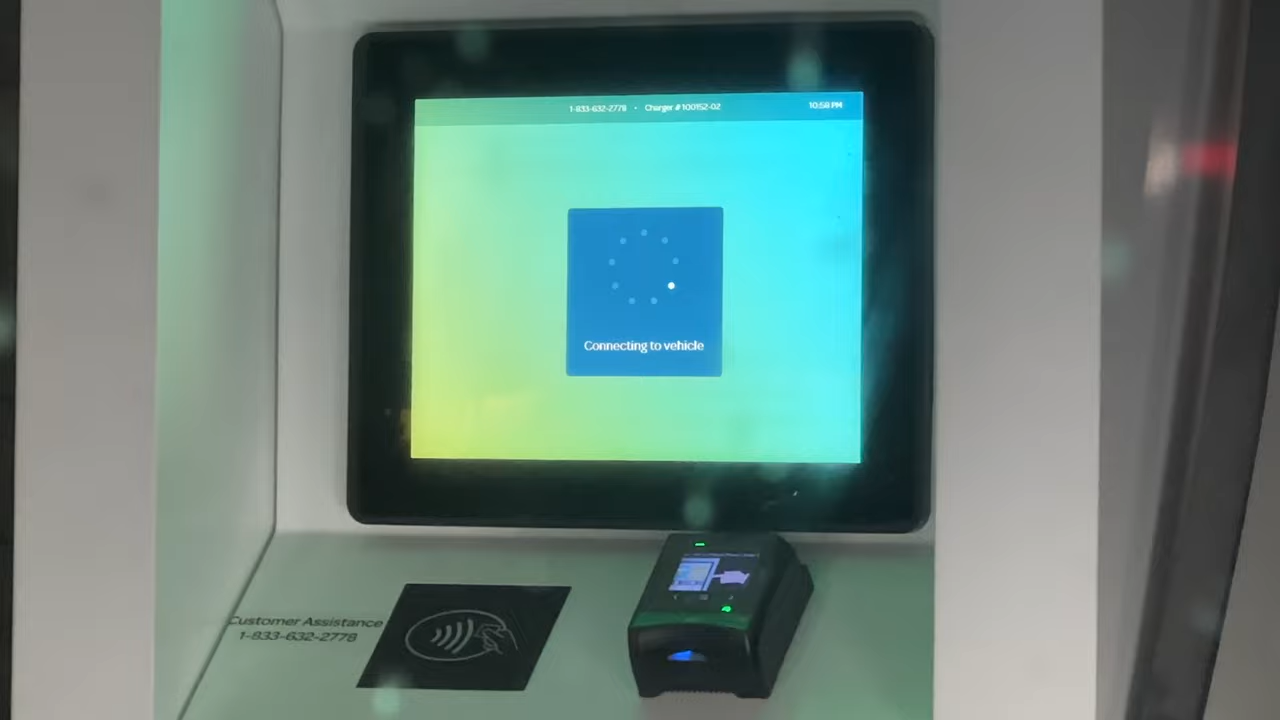 1-833-632-2778 • Charger #100152-02 10:58 PM
Connecting to vehicle
Customer Assistance
1-833-632-2778